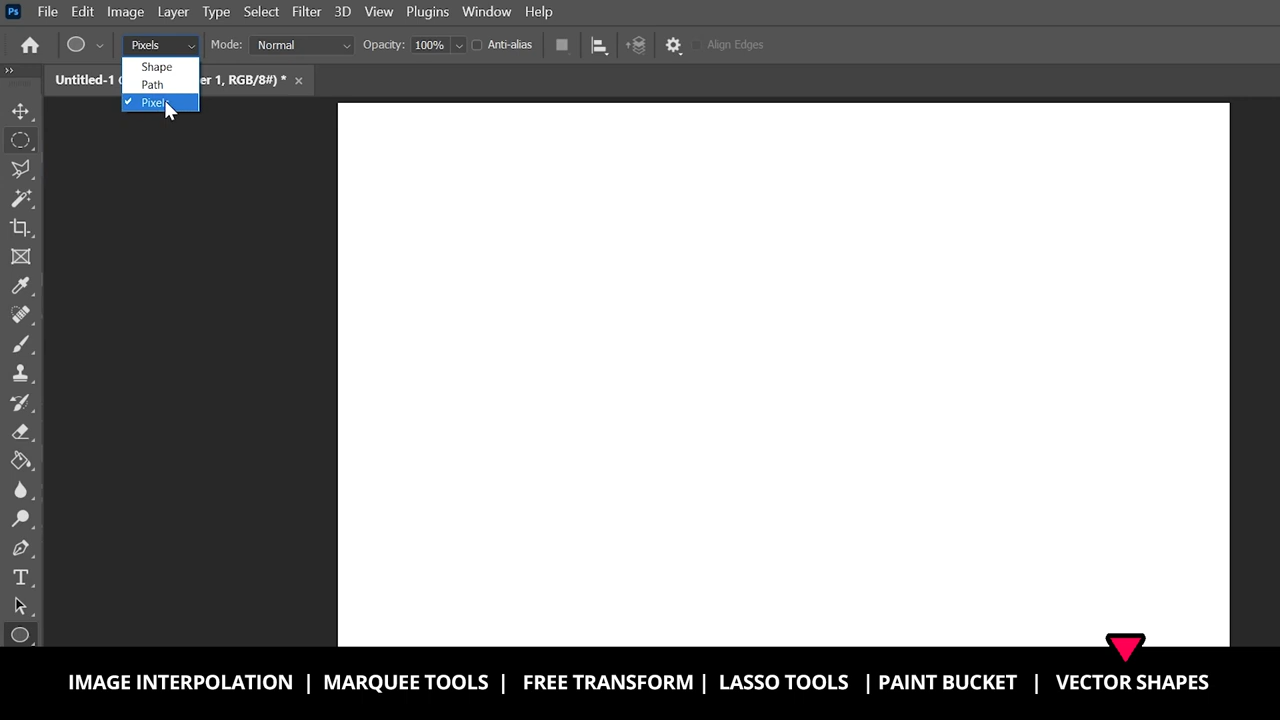 Ps File Edit Image Layer Type Select Filter 3D View Plugins Window Help
Pixels Mode: Normal Opacity: 100% Anti-alias Align Edges
Shape
Untitled-1 er 1, RGB/8#) * ×
Path
Pixels
T
IMAGE INTERPOLATION | MARQUEE TOOLS | FREE TRANSFORM | LASSO TOOLS | PAINT BUCKET | VECTOR SHAPES